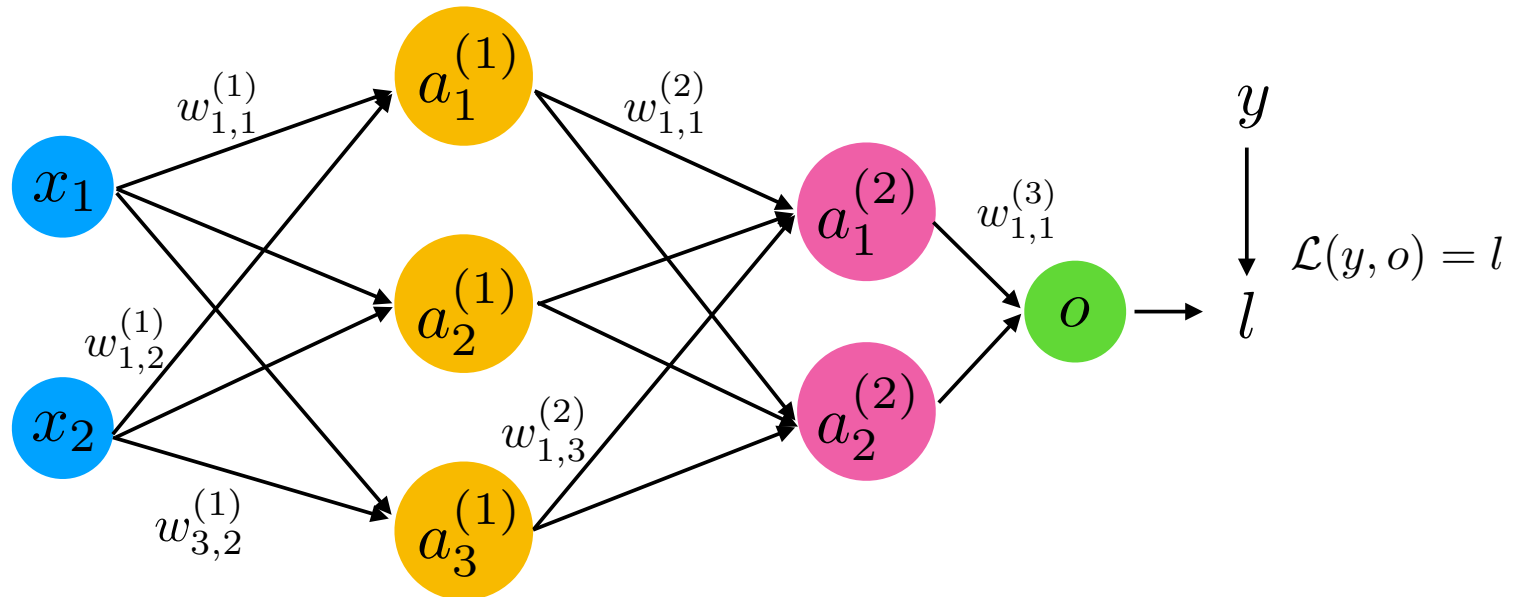 x_1
x_2
w_{1,1}^{(1)}
w_{1,2}^{(1)}
w_{3,2}^{(1)}
a_1^{(1)}
a_2^{(1)}
a_3^{(1)}
w_{1,1}^{(2)}
w_{1,3}^{(2)}
a_1^{(2)}
a_2^{(2)}
w_{1,1}^{(3)}
o
y
l
\mathcal{L}(y, o) = l